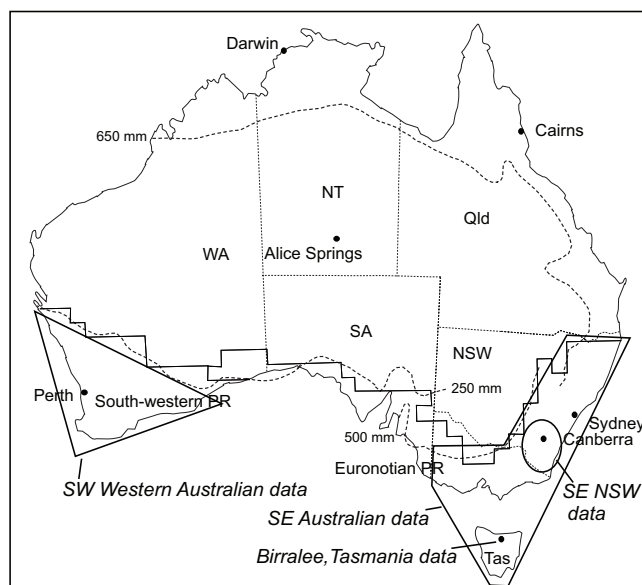 Darwin
650 mm
Cairns
NT
Qld
WA
Alice Springs
SA
NSW
250 mm
Perth
South-western PR
Sydney
500 mm
Canberra
Euronotian PR
SW Western Australian data
SE NSW
data
SE Australian data
Birralee, Tasmania data
Tas